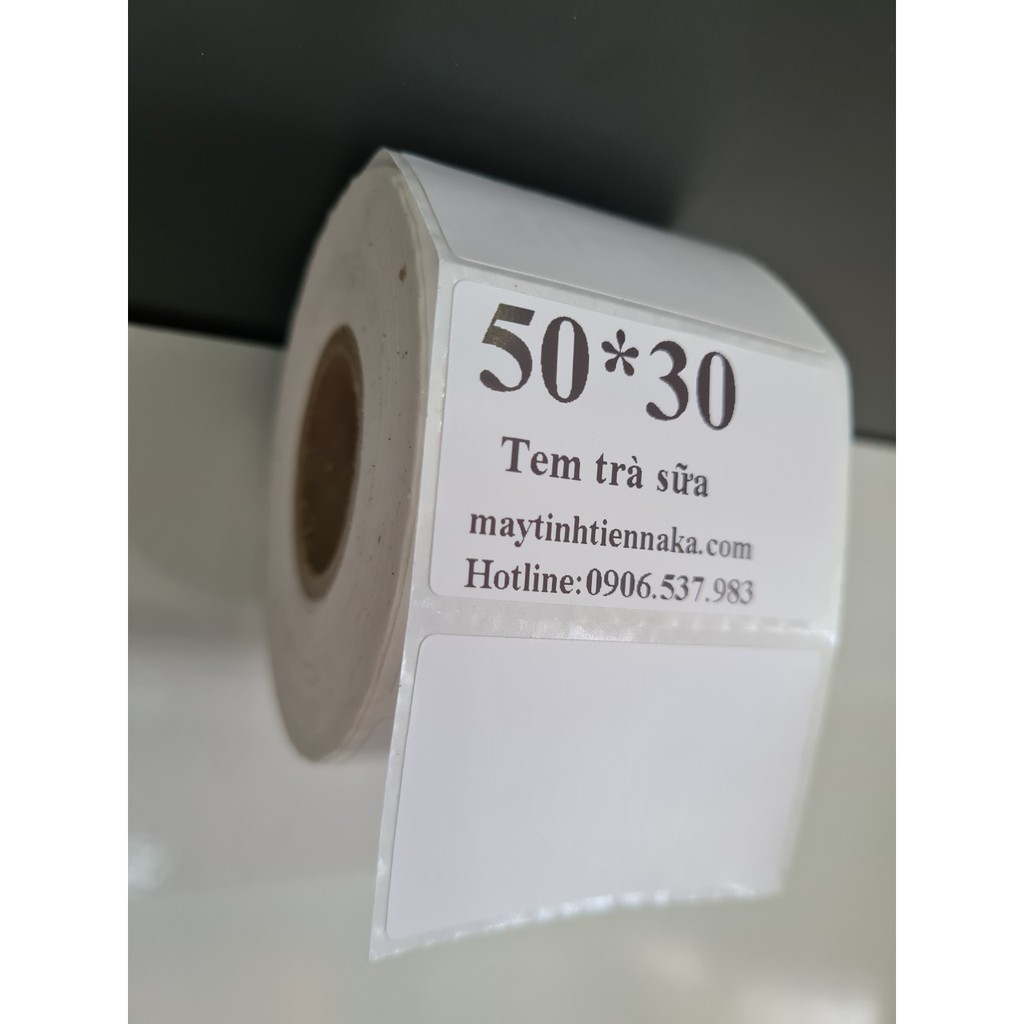 50*30
Tem trà sữa
maytinhtiennaka.com
Hotline:0906.537.983